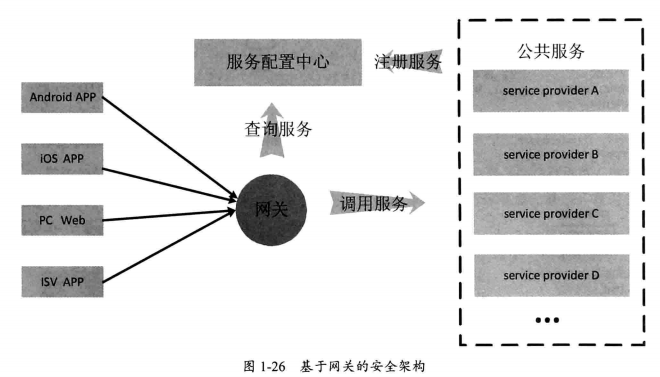 服务配置中心
注册服务
公共服务
Android APP
iOS APP
PC Web
ISV APP
查询服务
网关
调用服务
service provider A
service provider B
service provider C
service provider D
•••
图 1-26 基于网关的安全架构